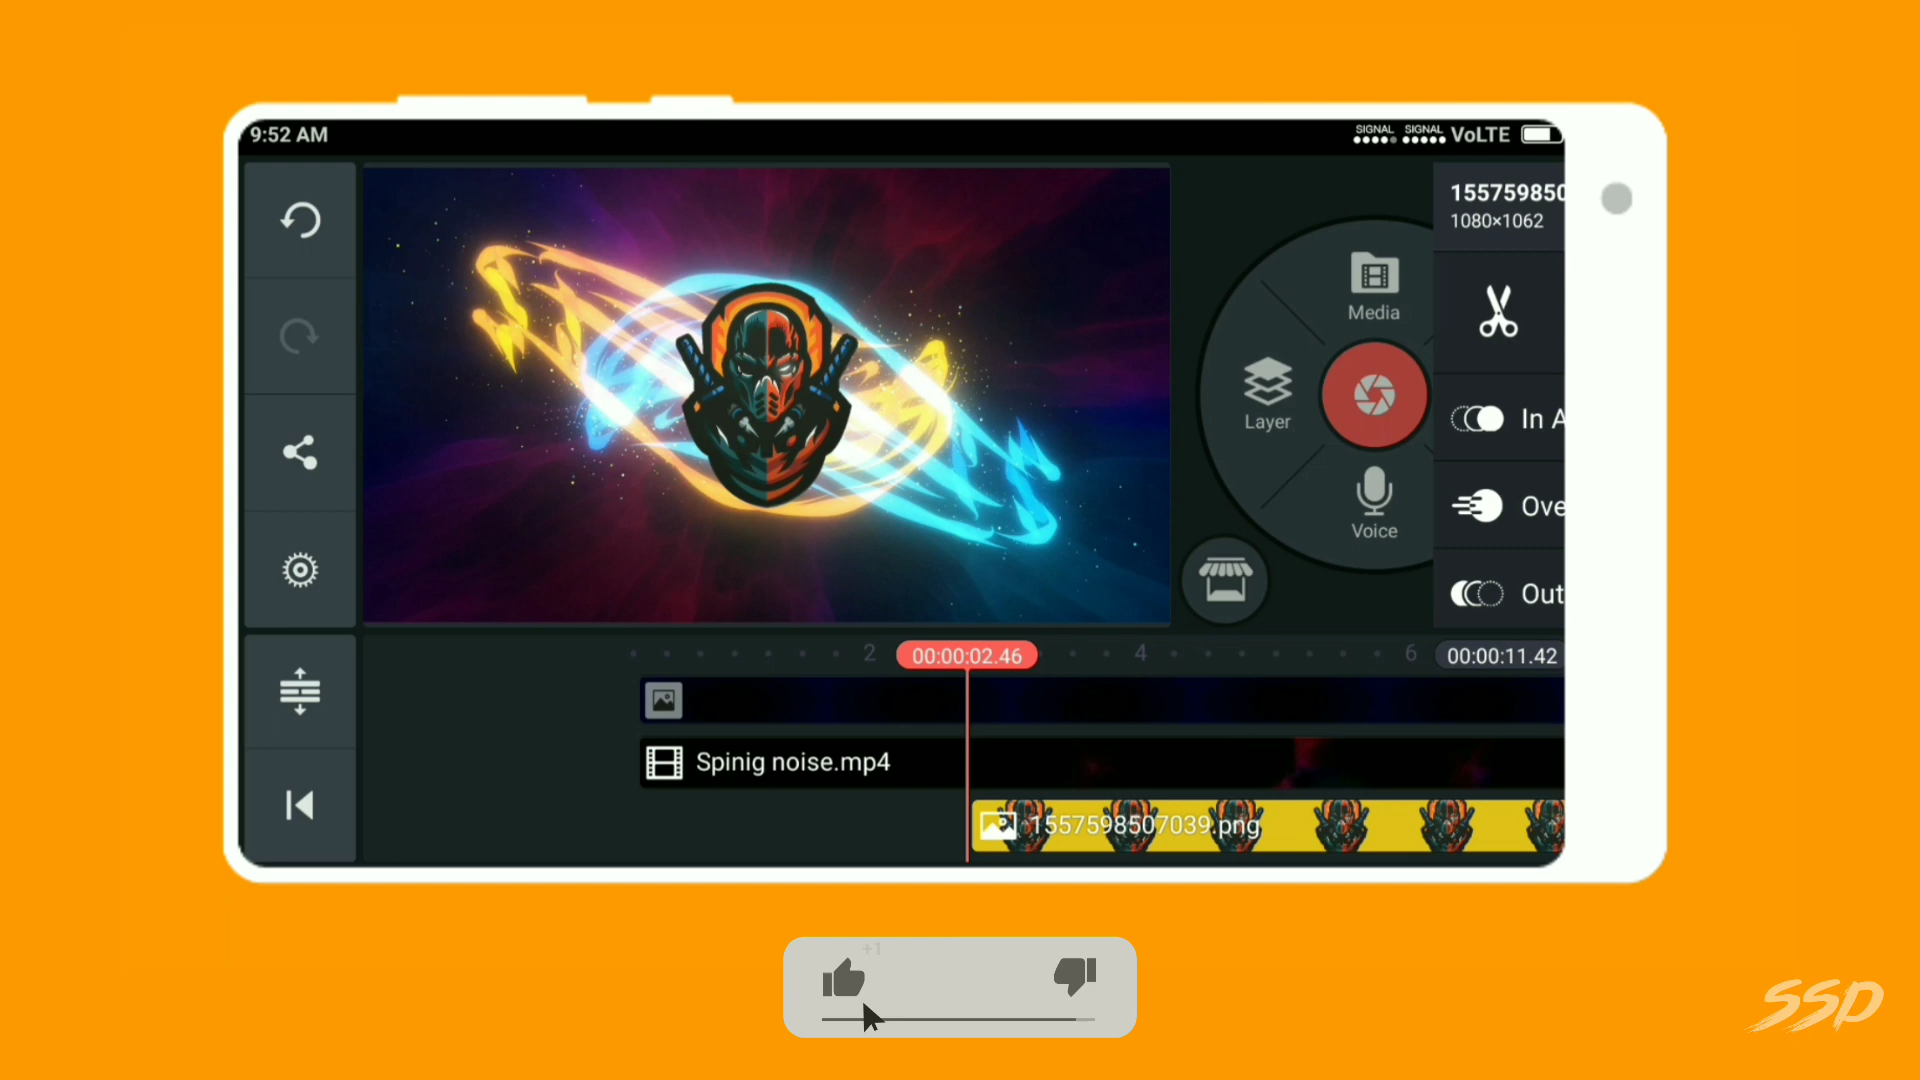 9:52 AM
SIGNAL SIGNAL VoLTE
155759850
1080×1062
Media
Layer
In A
Ove
Voice
Out
2
00:00:02.46
4
6
00:00:11.42
Spinig noise.mp4
1557598507039.png
+1
SSD